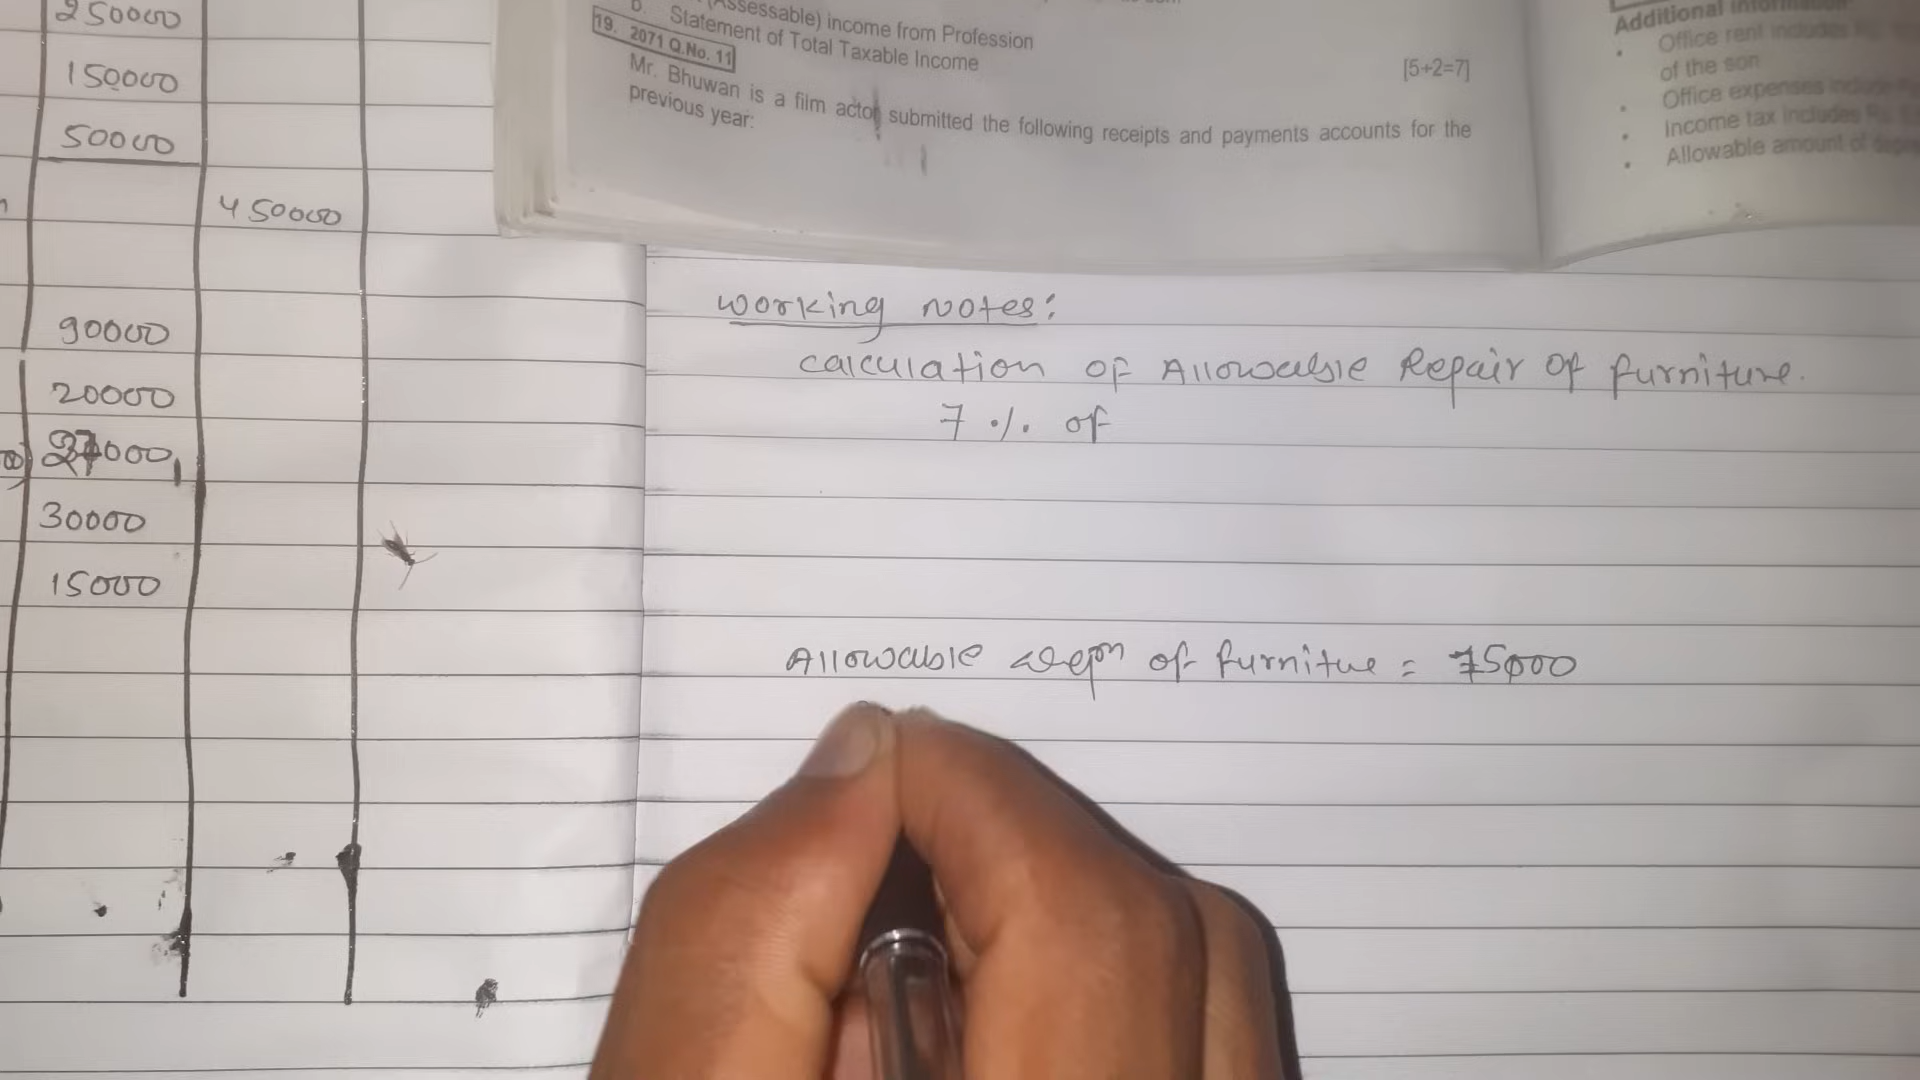 250000
150000
50000
450000
90000
20000
000
30000
15000
(Assessable) income from Profession
b. Statement of Total Taxable Income
[5+2=7]
19. 2071 Q.No. 11
Mr. Bhuwan is a film actor submitted the following receipts and payments accounts for the
previous year:
Additional
Office rent includes
of the son
Office expenses
Income tax includes Rs.
Allowable amount of
working notes:
calculation of Allowable Repair of furniture.
7 % of
Allowable depn of furnitue = 75000